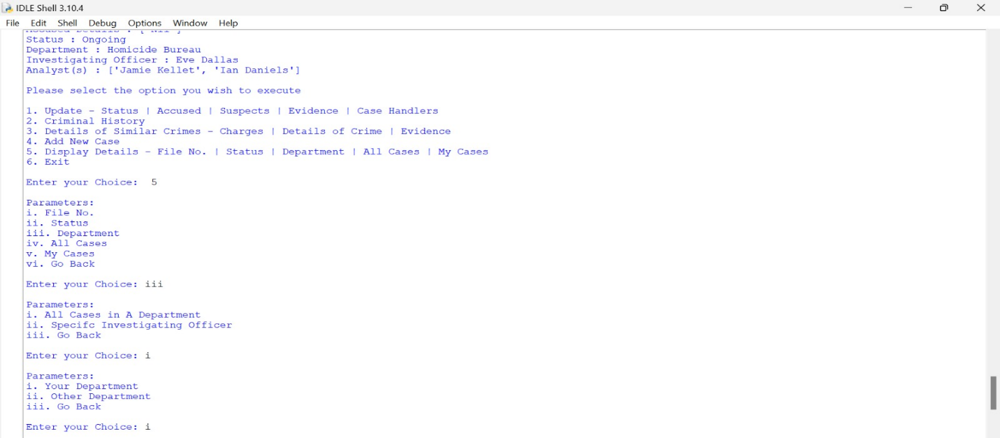 IDLE Shell 3.10.4
File Edit Shell Debug Options Window Help
Accused Details : ['Nil']
Status : Ongoing
Department : Homicide Bureau
Investigating Officer : Eve Dallas
Analyst(s) : ['Jamie Kellet', 'Ian Daniels']
Please select the option you wish to execute
1. Update - Status | Accused | Suspects | Evidence | Case Handlers
2. Criminal History
3. Details of Similar Crimes - Charges | Details of Crime | Evidence
4. Add New Case
5. Display Details - File No. | Status | Department | All Cases | My Cases
6. Exit
Enter your Choice:  5
Parameters:
i. File No.
ii. Status
iii. Department
iv. All Cases
v. My Cases
vi. Go Back
Enter your Choice: iii
Parameters:
i. All Cases in A Department
ii. Specifc Investigating Officer
iii. Go Back
Enter your Choice: i
Parameters:
i. Your Department
ii. Other Department
iii. Go Back
Enter your Choice: i